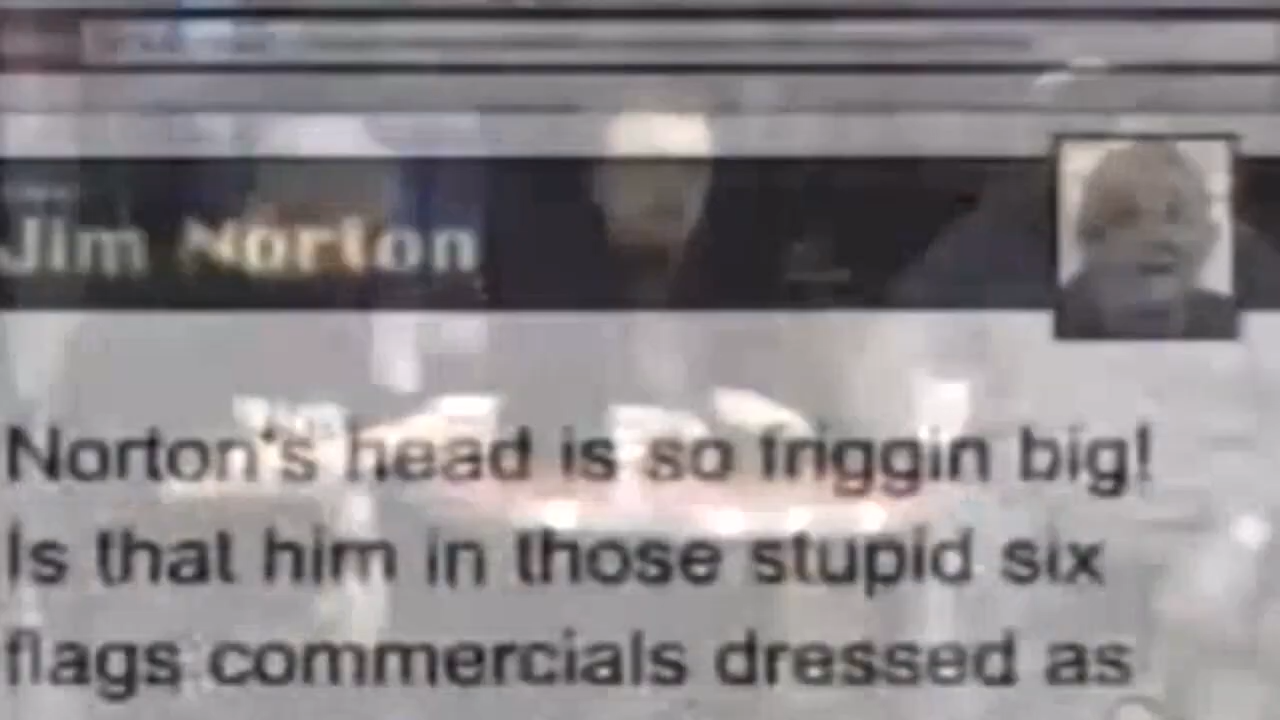 Jim Norton
Norton's head is so friggin big!
Is that him in those stupid six
flags commercials dressed as